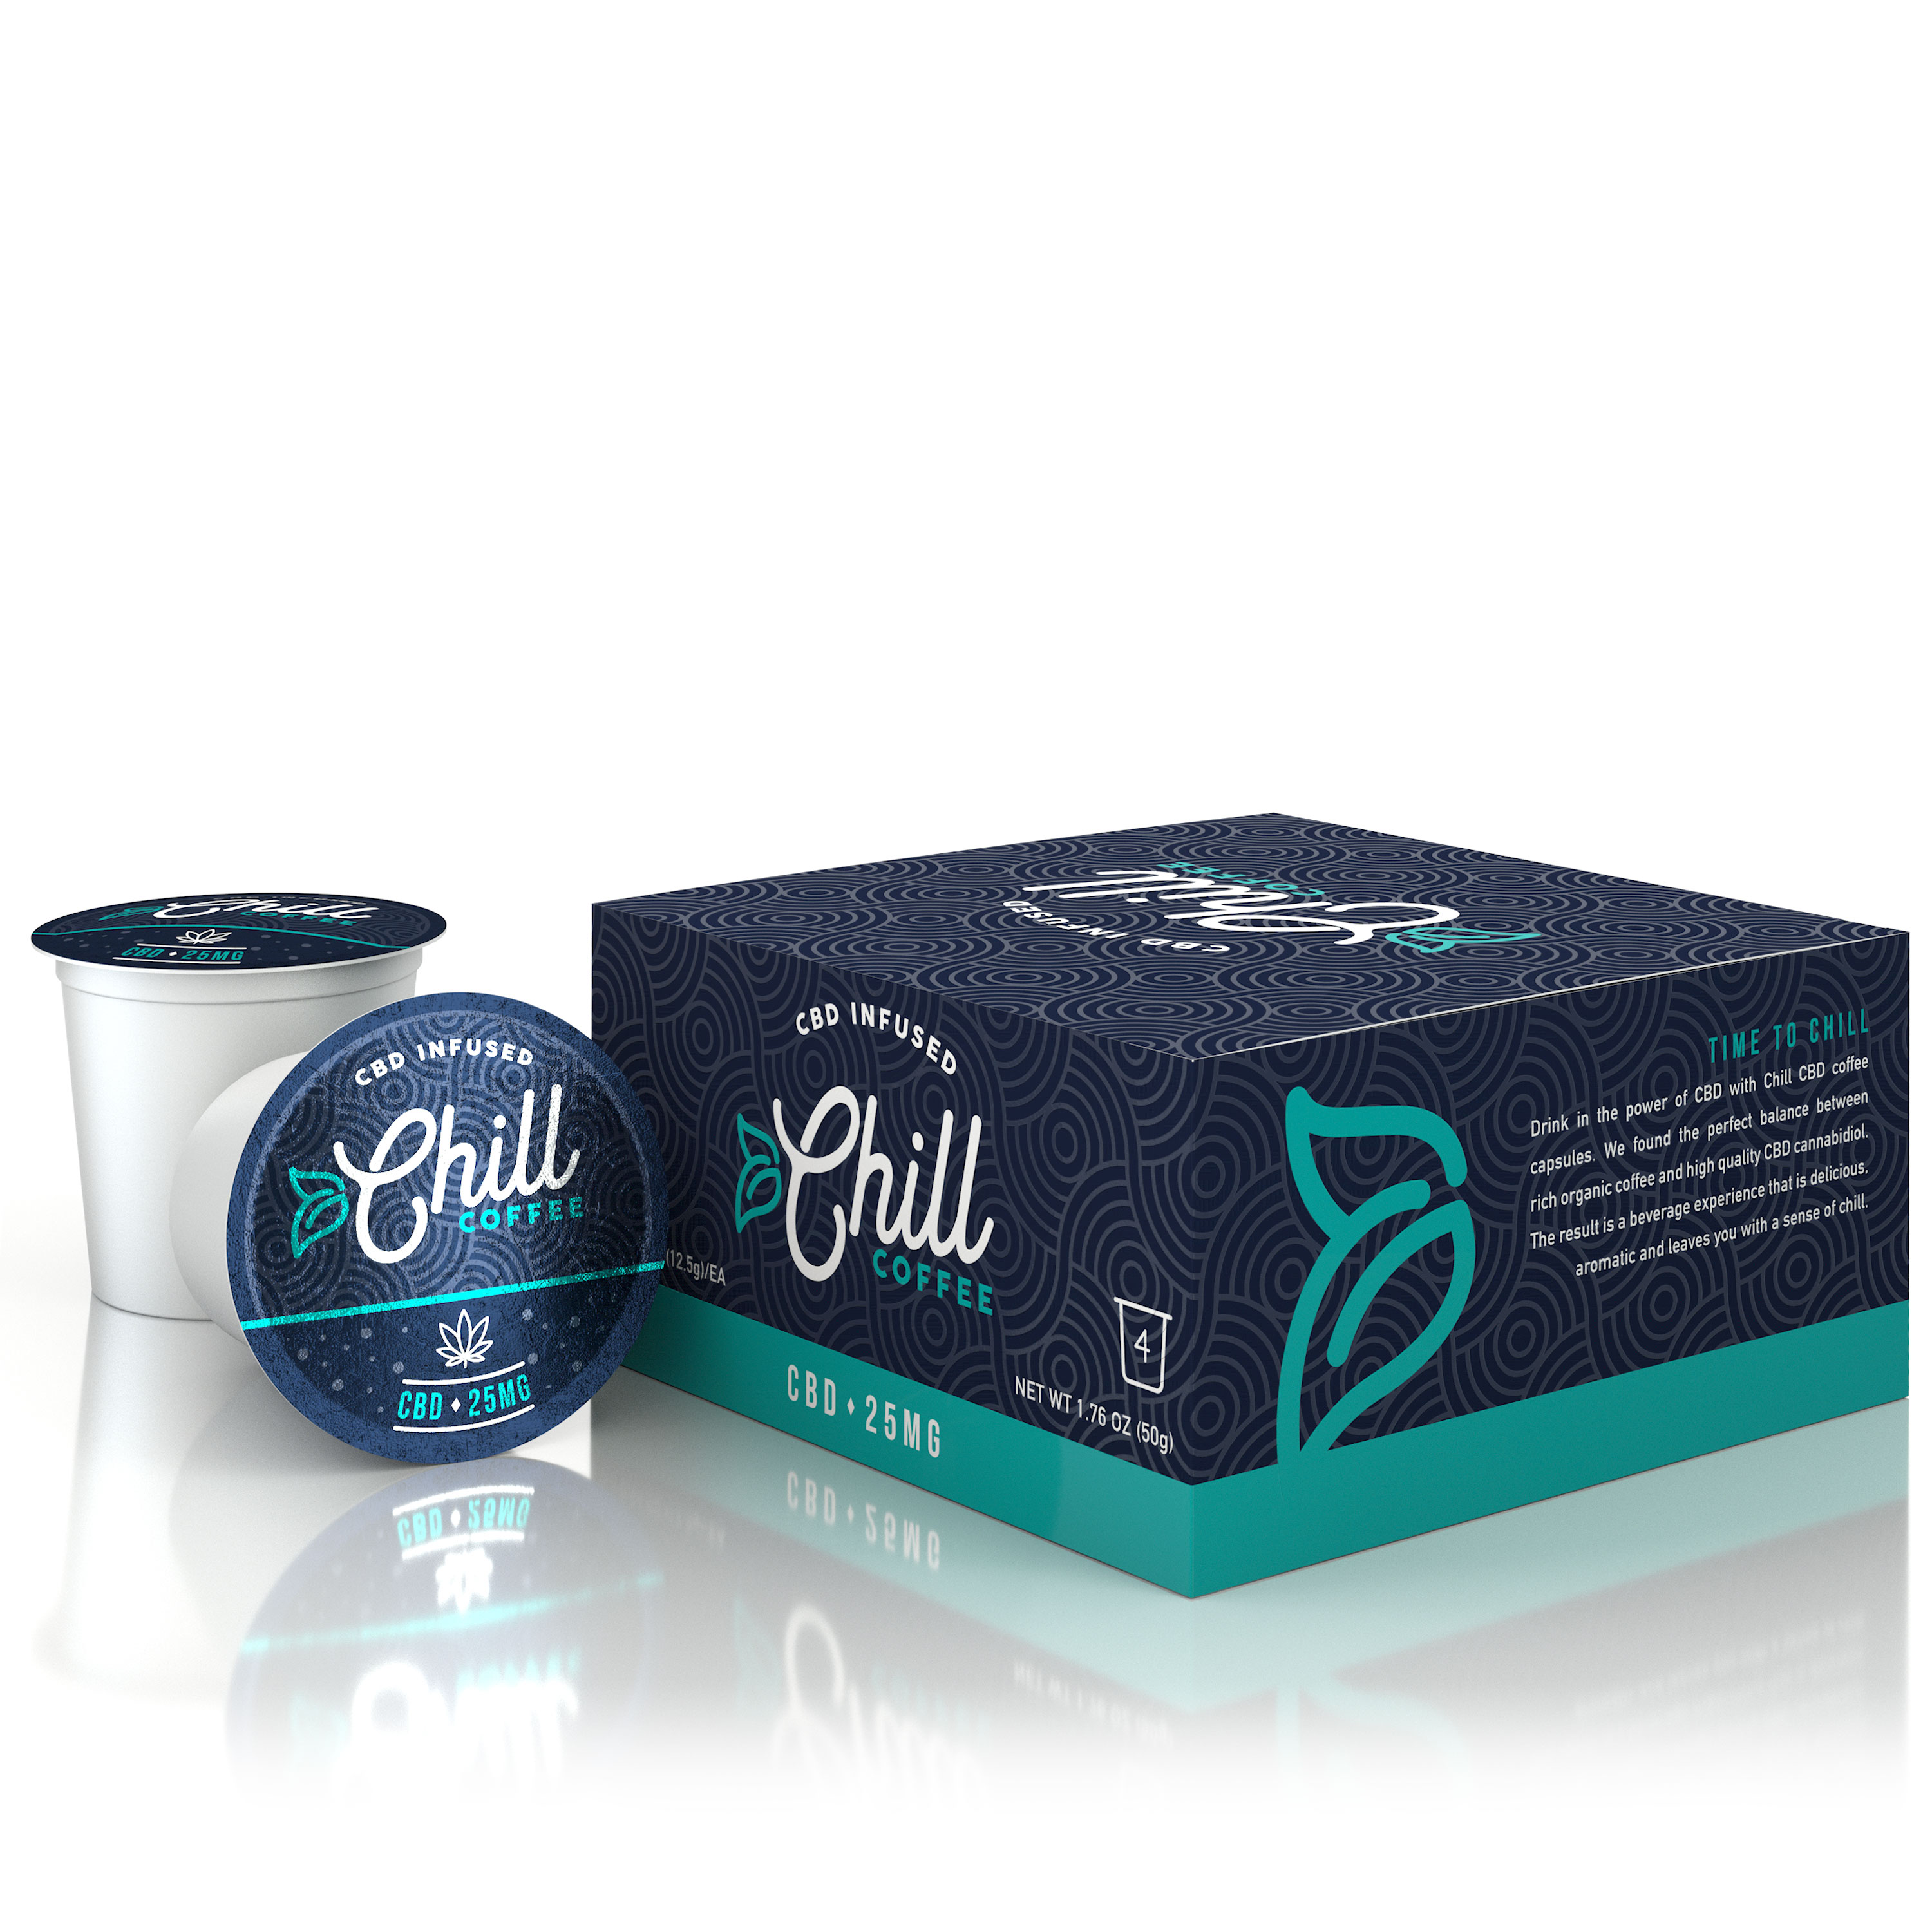 Chill
COFFEE
CBD ♦ 25MG
CBD INFUSED
Chill
COFFEE
CBD ♦ 25MG
CBD INFUSED
Chill
COFFEE
(12.5g)/EA
4
NET WT 1.76 OZ (50g)
CBD ♦ 25MG
CBD INFUSED
Chill
COFFEE
TIME TO CHILL
Drink in the power of CBD with Chill CBD coffee
capsules. We found the perfect balance between
rich organic coffee and high quality CBD cannabidiol.
The result is a beverage experience that is delicious,
aromatic and leaves you with a sense of chill.